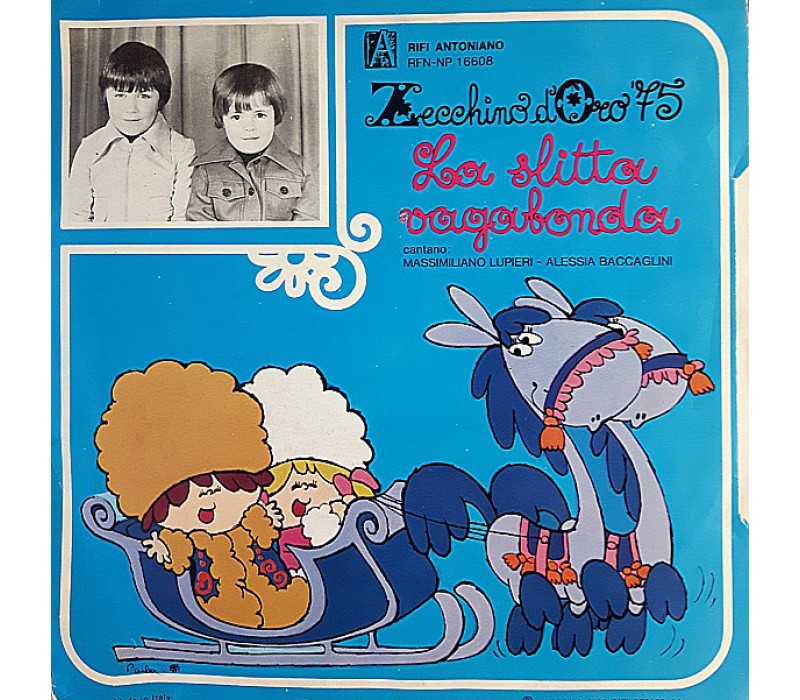 A
RIFI ANTONIANO
RFN-NP 16608
Zecchino d'Oro '75
La slitta
vagabonda
cantano:
MASSIMILIANO LUPIERI - ALESSIA BACCAGLINI